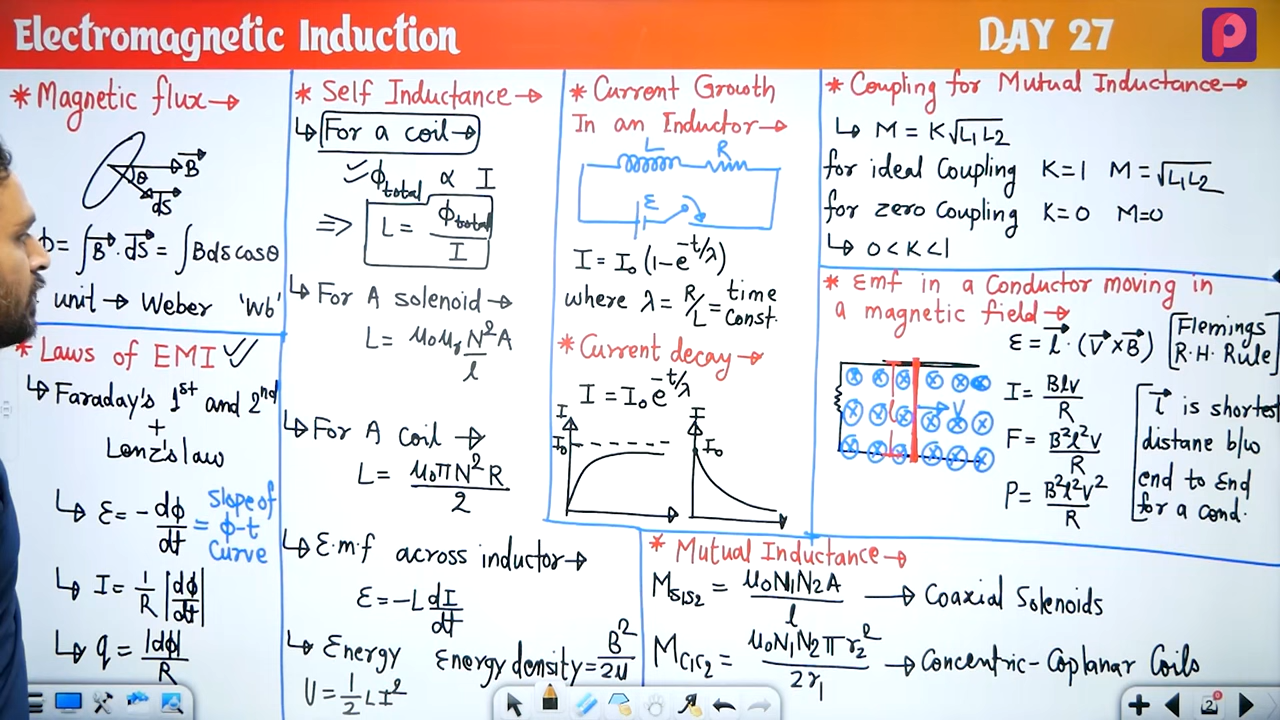 Electromagnetic Induction
DAY 27
* Magnetic flux →
θ
B⃗
dS⃗
ϕ = ∫B⃗ · dS⃗ = ∫Bds cosθ
unit → Weber 'Wb'
* Laws of EMI ✓
↳ Faraday's 1st and 2nd
+
Lenz's law
↳ ε = -dϕ/dt = Slope of ϕ-t Curve
↳ I = 1/R |dϕ/dt|
↳ q = |dϕ|/R
* Self Inductance →
↳ For a coil →
✓ ϕtotal ∝ I
⇒ L = ϕtotal/I
↳ For A solenoid →
L = μ0μr N²A/l
↳ For A coil →
L = μ0πN²R/2
↳ E.m.f across inductor →
ε = -L dI/dt
↳ Energy
U = 1/2 LI²
Energy density = B²/2μ
* Current Growth
In an Inductor →
L R
ε
I = I0 (1-e^-t/λ)
where λ = R/L = time const.
* Current decay →
I = I0 e^-t/λ
I
I0
I
I0
* Coupling for Mutual Inductance →
↳ M = K√L1L2
for ideal Coupling K=1 M=√L1L2
for zero Coupling K=0 M=0
↳ 0<K<1
* Emf in a Conductor moving in
a magnetic field →
ε = l⃗ · (V⃗×B⃗) [Flemings R.H. Rule]
l
V
I = Blv/R
F = B²l²V/R
P = B²l²V²/R
l⃗ is shortest
distane b/w
end to end
for a cond.
* Mutual Inductance →
MS1S2 = μ0N1N2A/l → Coaxial Solenoids
MC1C2 = μ0N1N2πr2²/2r1 → Concentric-Coplanar Coils
2